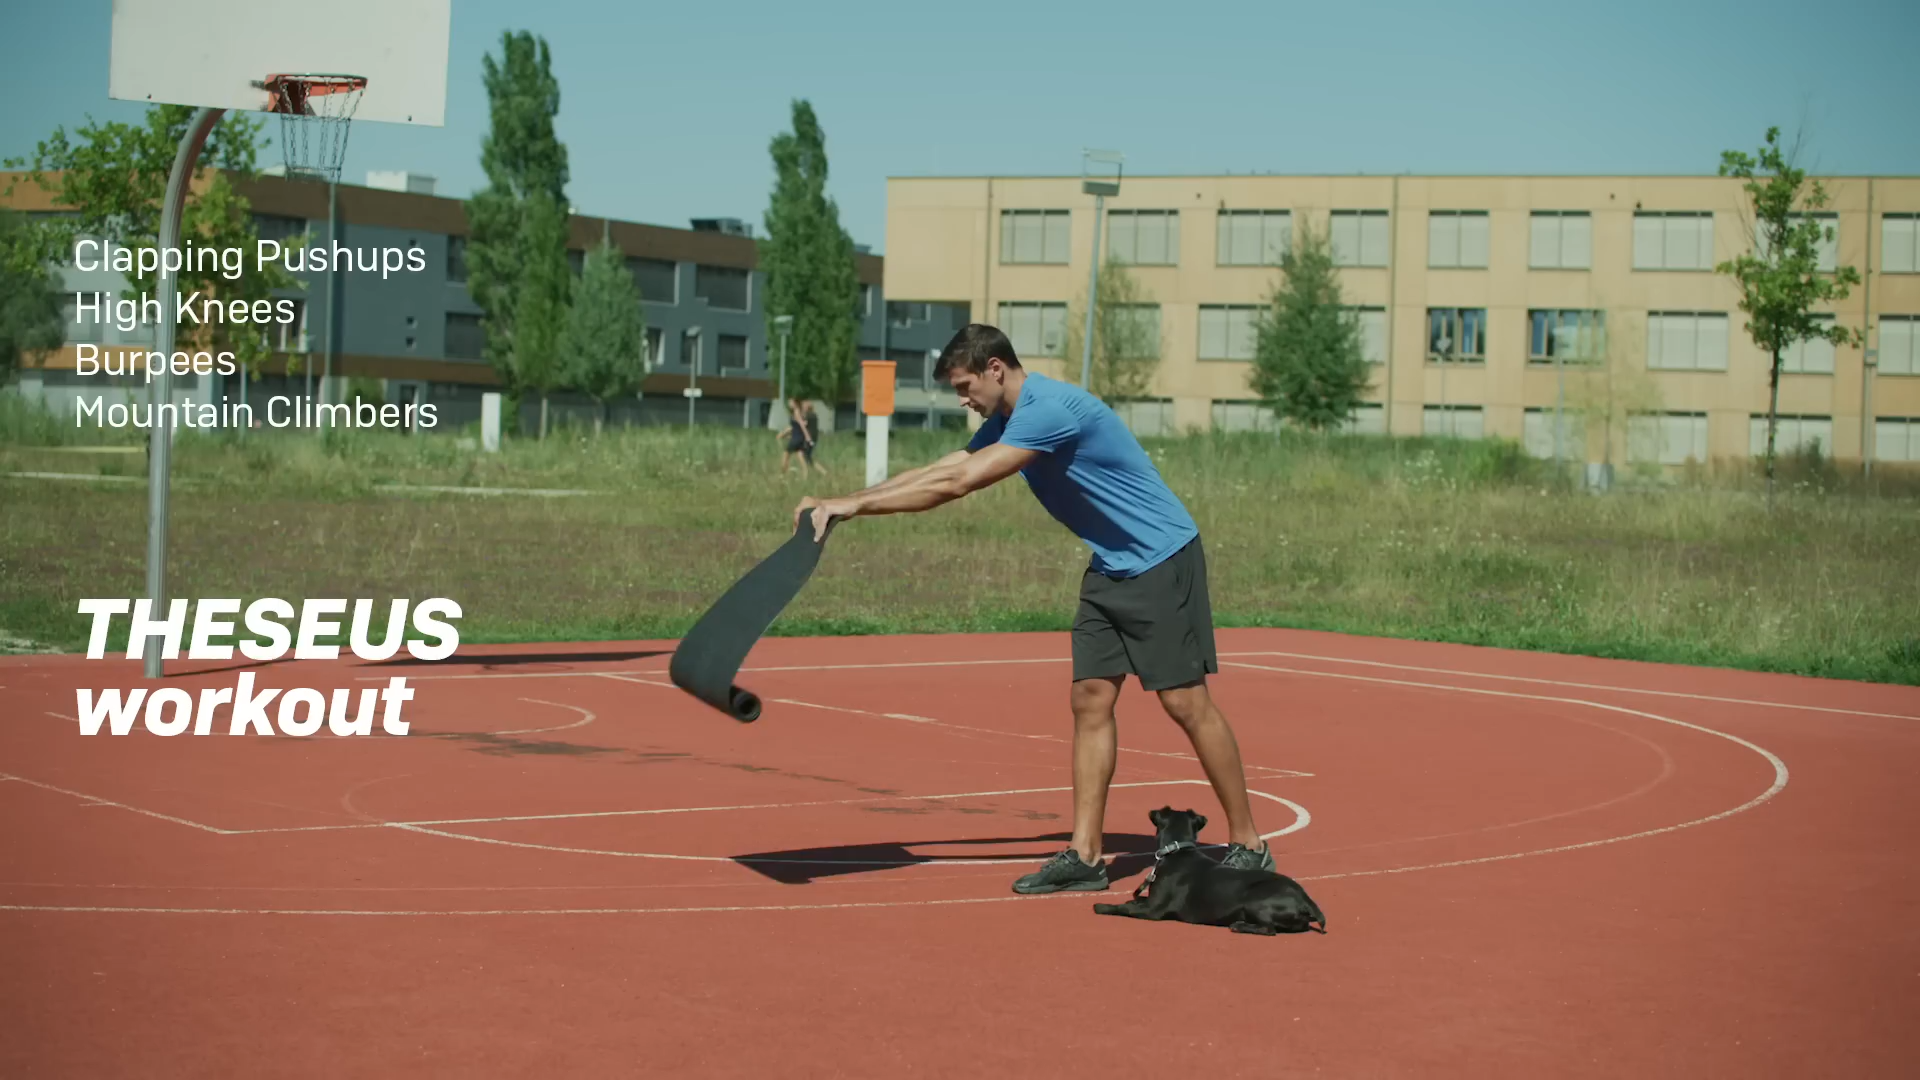 Clapping Pushups
High Knees
Burpees
Mountain Climbers
THESEUS
workout